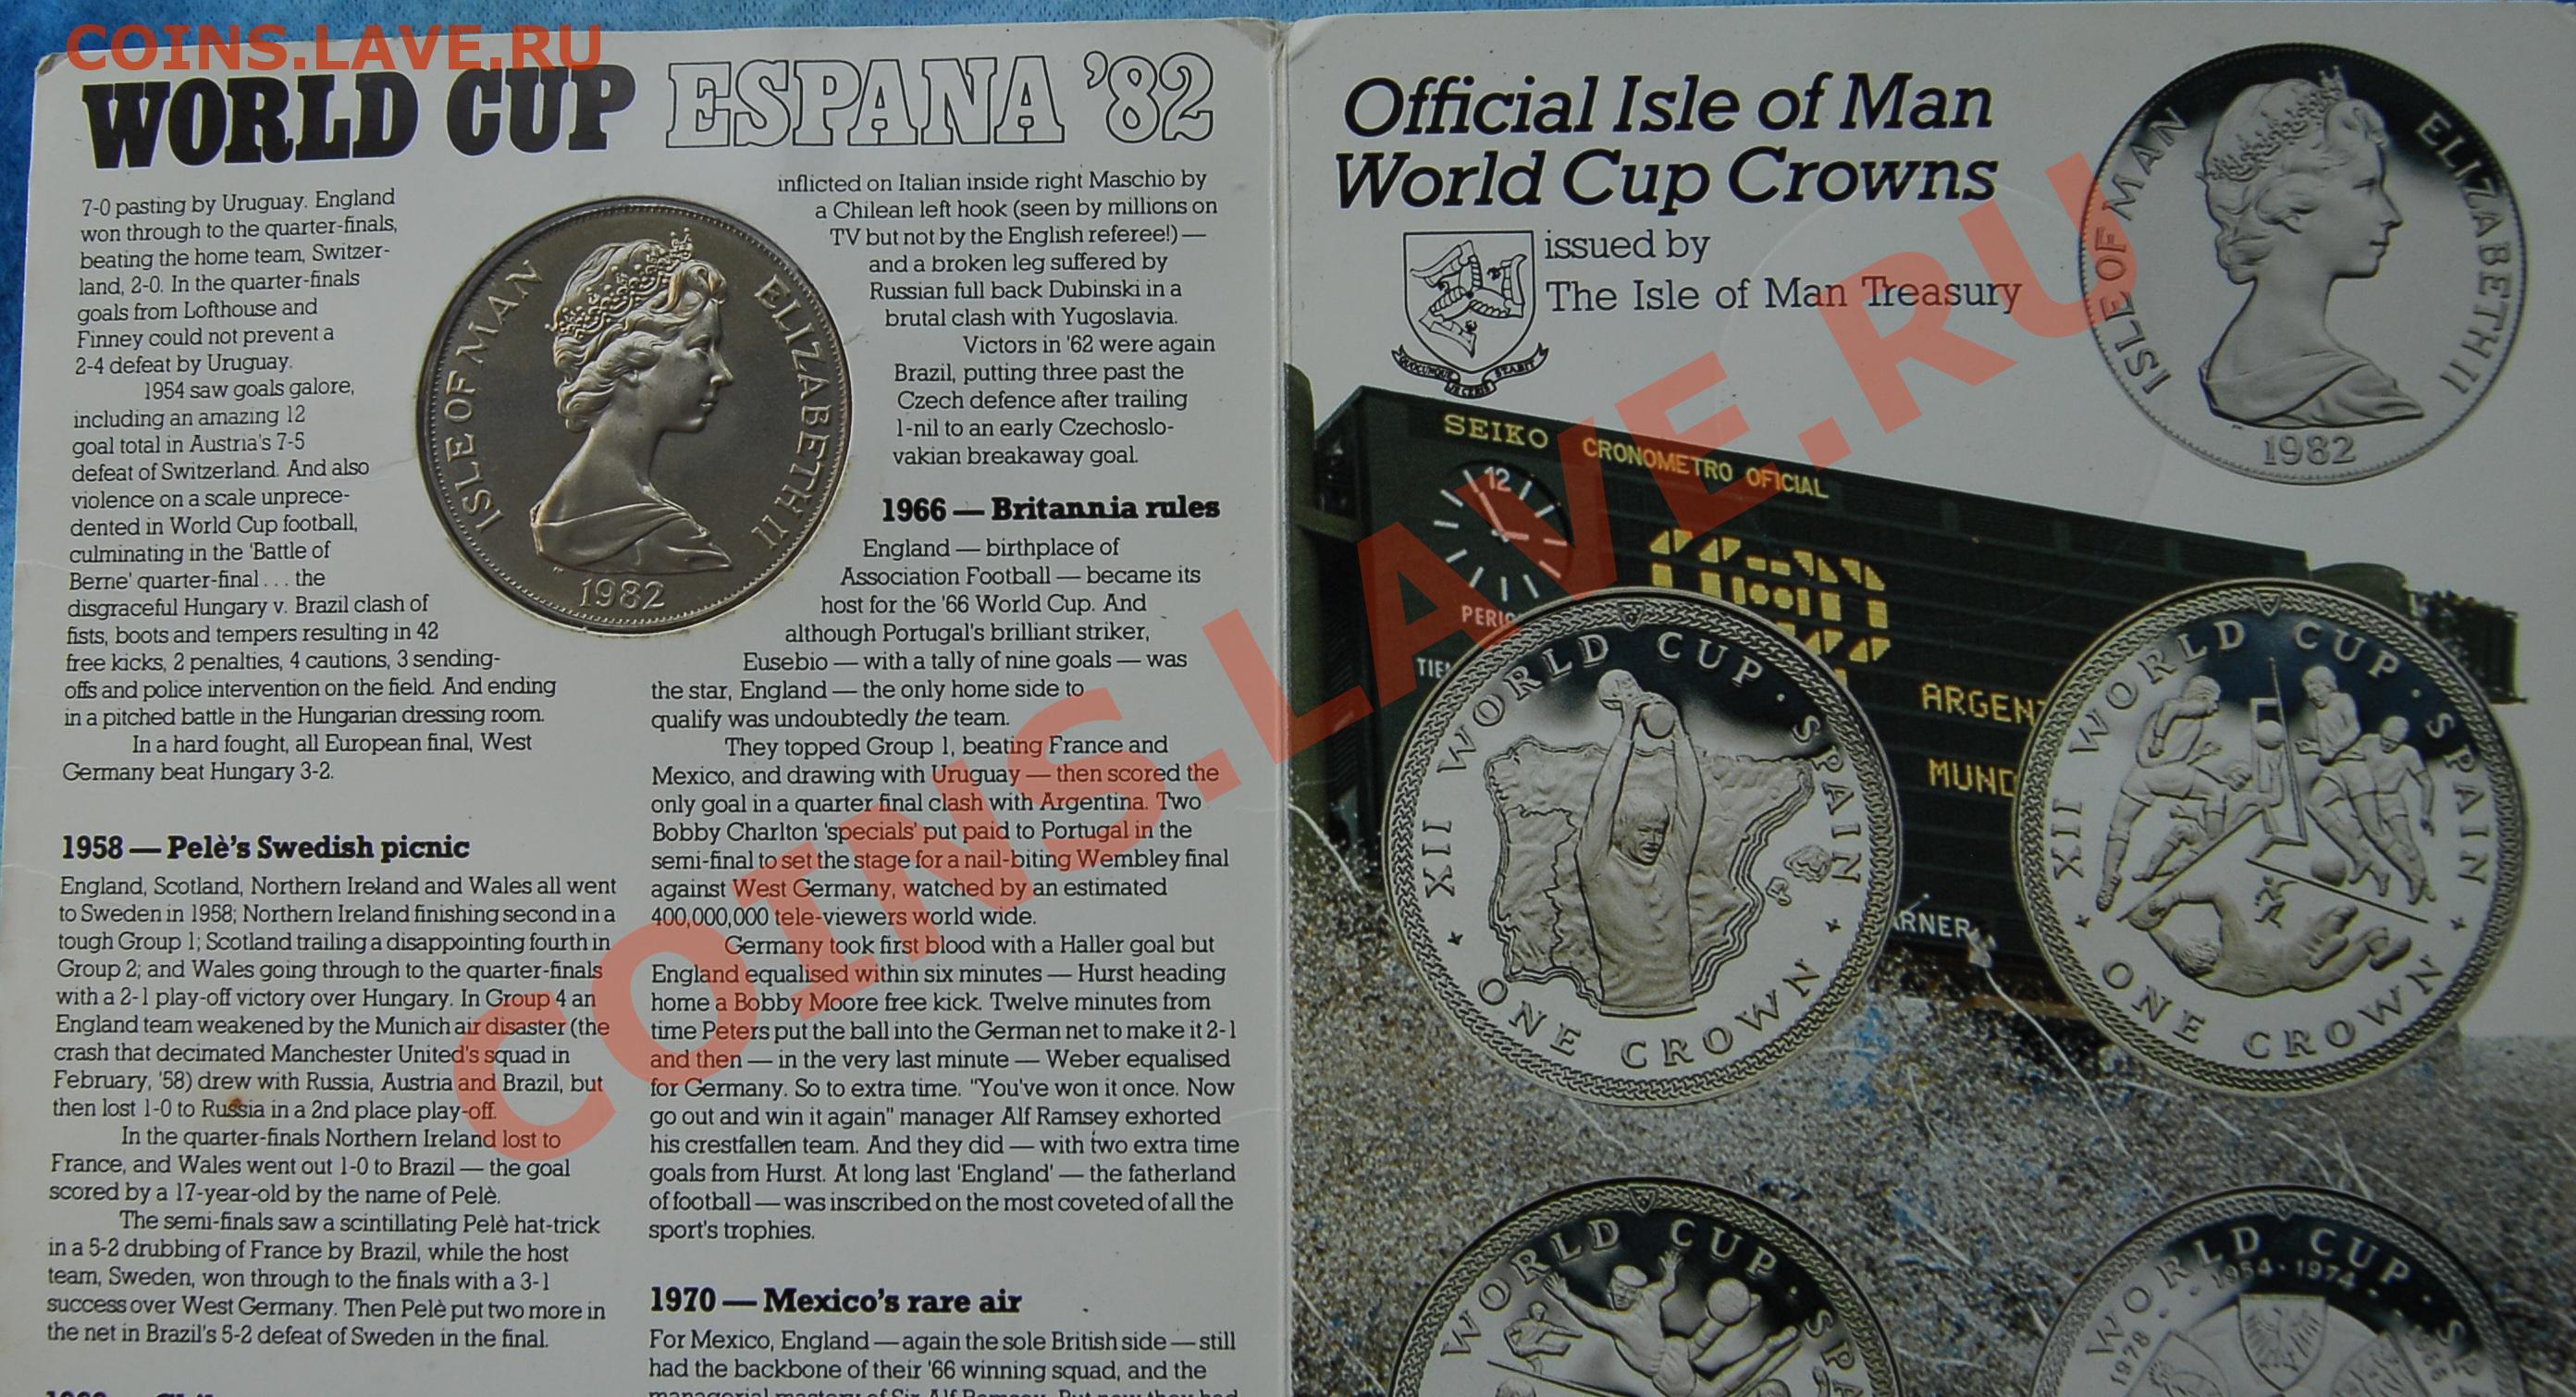 COINS.LAVE.RU
WORLD CUP ESPANA '82
7-0 pasting by Uruguay. England
won through to the quarter-finals,
beating the home team, Switzer-
land, 2-0. In the quarter-finals
goals from Lofthouse and
Finney could not prevent a
2-4 defeat by Uruguay.
1954 saw goals galore,
including an amazing 12
goal total in Austria's 7-5
defeat of Switzerland. And also
violence on a scale unprece-
dented in World Cup football,
culminating in the 'Battle of
Berne' quarter-final . . . the
disgraceful Hungary v. Brazil clash of
fists, boots and tempers resulting in 42
free kicks, 2 penalties, 4 cautions, 3 sending-
offs and police intervention on the field. And ending
in a pitched battle in the Hungarian dressing room.
In a hard fought, all European final, West
Germany beat Hungary 3-2.
1958 — Pelè's Swedish picnic
England, Scotland, Northern Ireland and Wales all went
to Sweden in 1958; Northern Ireland finishing second in a
tough Group 1; Scotland trailing a disappointing fourth in
Group 2; and Wales going through to the quarter-finals
with a 2-1 play-off victory over Hungary. In Group 4 an
England team weakened by the Munich air disaster (the
crash that decimated Manchester United's squad in
February, '58) drew with Russia, Austria and Brazil, but
then lost 1-0 to Russia in a 2nd place play-off.
In the quarter-finals Northern Ireland lost to
France, and Wales went out 1-0 to Brazil — the goal
scored by a 17-year-old by the name of Pelè.
The semi-finals saw a scintillating Pelè hat-trick
in a 5-2 drubbing of France by Brazil, while the host
team, Sweden, won through to the finals with a 3-1
success over West Germany. Then Pelè put two more in
the net in Brazil's 5-2 defeat of Sweden in the final.
ISLE OF MAN ELIZABETH II
1982
inflicted on Italian inside right Maschio by
a Chilean left hook (seen by millions on
TV but not by the English referee!) —
and a broken leg suffered by
Russian full back Dubinski in a
brutal clash with Yugoslavia.
Victors in '62 were again
Brazil, putting three past the
Czech defence after trailing
1-nil to an early Czechoslo-
vakian breakaway goal.
1966 — Britannia rules
England — birthplace of
Association Football — became its
host for the '66 World Cup. And
although Portugal's brilliant striker,
Eusebio — with a tally of nine goals — was
the star, England — the only home side to
qualify was undoubtedly the team.
They topped Group 1, beating France and
Mexico, and drawing with Uruguay — then scored the
only goal in a quarter final clash with Argentina. Two
Bobby Charlton 'specials' put paid to Portugal in the
semi-final to set the stage for a nail-biting Wembley final
against West Germany, watched by an estimated
400,000,000 tele-viewers world wide.
Germany took first blood with a Haller goal but
England equalised within six minutes — Hurst heading
home a Bobby Moore free kick. Twelve minutes from
time Peters put the ball into the German net to make it 2-1
and then — in the very last minute — Weber equalised
for Germany. So to extra time. "You've won it once. Now
go out and win it again" manager Alf Ramsey exhorted
his crestfallen team. And they did — with two extra time
goals from Hurst. At long last 'England' — the fatherland
of football — was inscribed on the most coveted of all the
sport's trophies.
1970 — Mexico's rare air
For Mexico, England — again the sole British side — still
had the backbone of their '66 winning squad, and the
Official Isle of Man
World Cup Crowns
issued by
The Isle of Man Treasury
QUOCUNQUE JECERIS STABIT
ISLE OF MAN ELIZABETH II
1982
SEIKO CRONOMETRO OFICIAL
12
PERIO
TIEM
ARGENT
MUND
ARNER
XII WORLD CUP · SPAIN
ONE CROWN
XII WORLD CUP · SPAIN
ONE CROWN
WORLD CUP · SPA
WORLD CUP · SP
1978 · 1954 · 1974
COINS.LAVE.RU